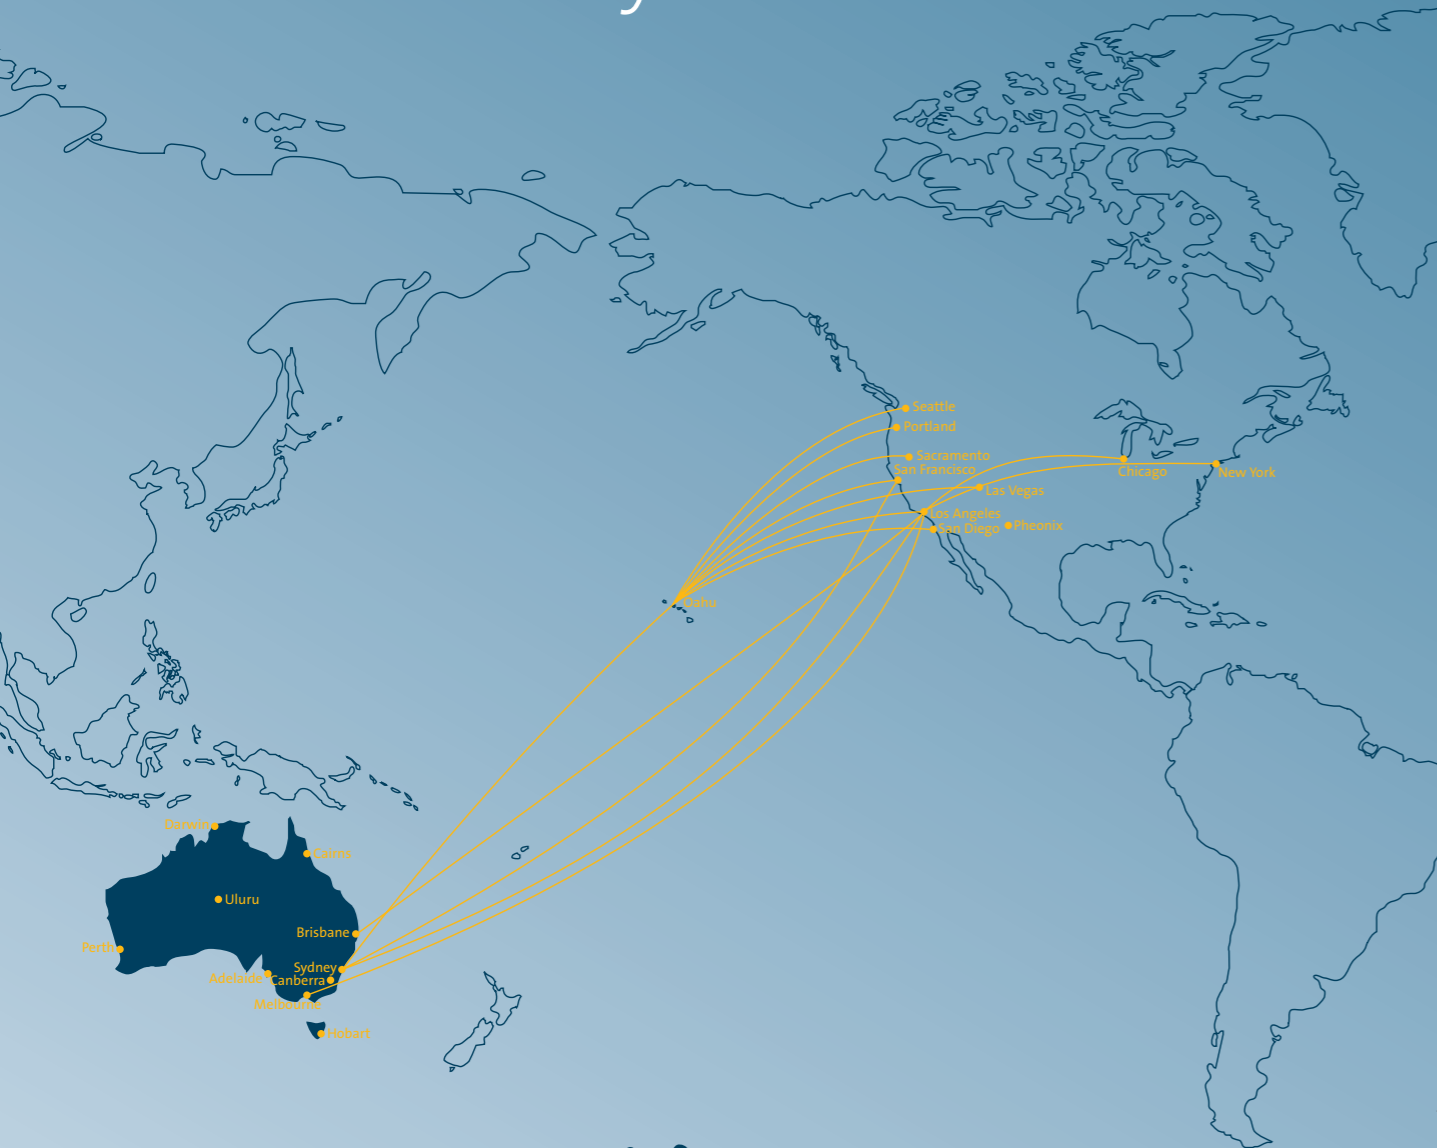 Seattle
Portland
Sacramento
San Francisco
Chicago
New York
Las Vegas
Los Angeles
San Diego
Pheonix
Oahu
Darwin
Cairns
Uluru
Brisbane
Perth
Sydney
Adelaide
Canberra
Melbourne
Hobart